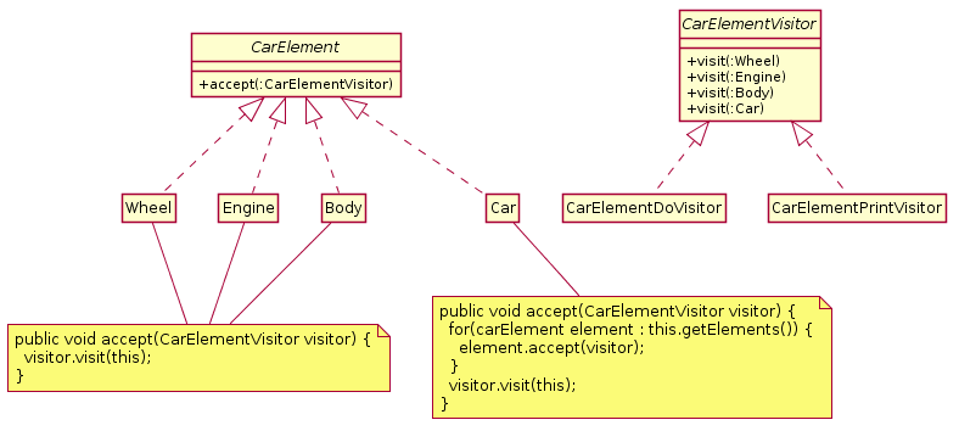 CarElement
+accept(:CarElementVisitor)
CarElementVisitor
+visit(:Wheel)
+visit(:Engine)
+visit(:Body)
+visit(:Car)
Wheel
Engine
Body
Car
CarElementDoVisitor
CarElementPrintVisitor
public void accept(CarElementVisitor visitor) {
visitor.visit(this);
}
public void accept(CarElementVisitor visitor) {
for(carElement element : this.getElements()) {
element.accept(visitor);
}
visitor.visit(this);
}